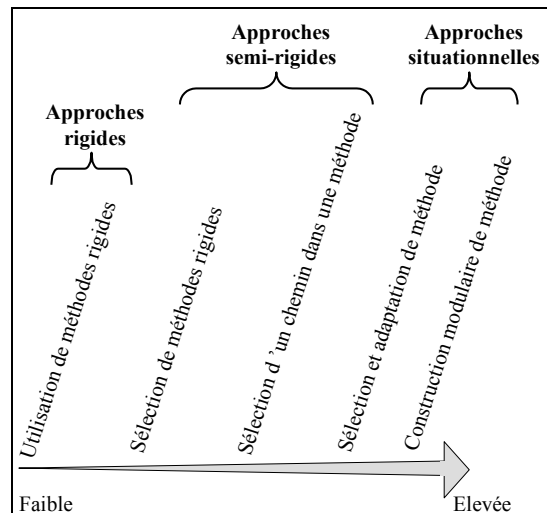 Approches
semi-rigides
Approches
situationnelles
Approches
rigides
Utilisation de méthodes rigides
Sélection de méthodes rigides
Sélection d ’un chemin dans une méthode
Sélection et adaptation de méthode
Construction modulaire de méthode
Faible
Elevée